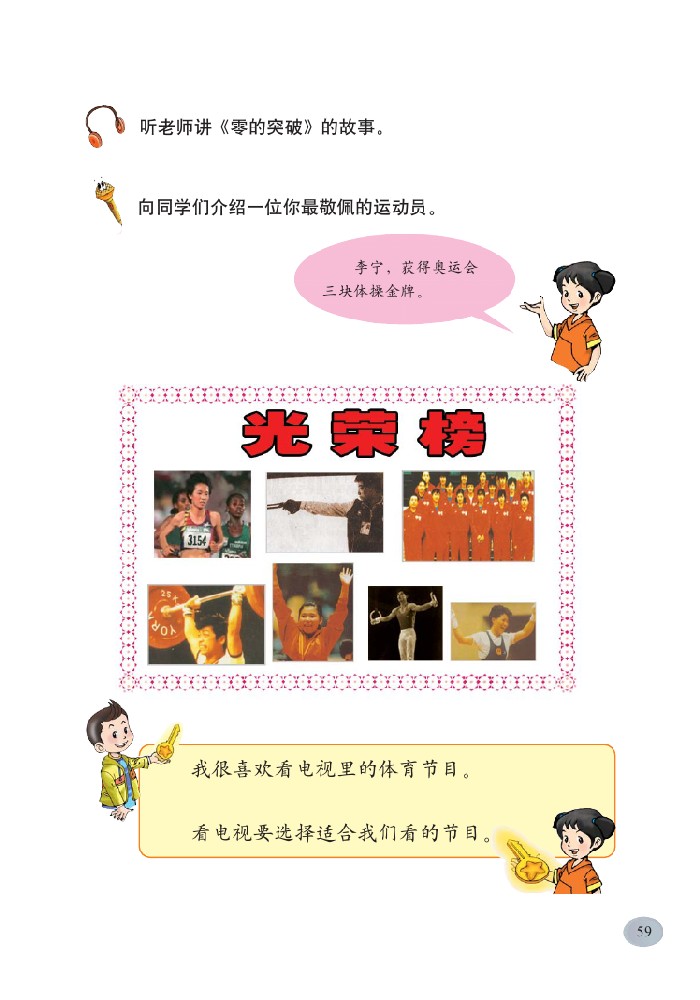 听老师讲《零的突破》的故事。
向同学们介绍一位你最敬佩的运动员。
李宁，获得奥运会
三块体操金牌。
光荣榜
3154
25
YOR
我很喜欢看电视里的体育节目。
看电视要选择适合我们看的节目。
59